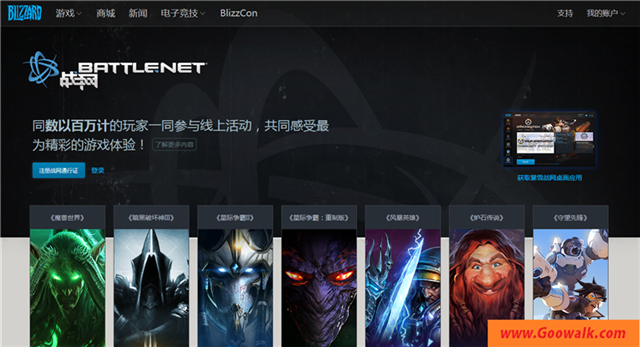 BLIZZARD 游戏 商城 新闻 电子竞技 BlizzCon 支持 我的账户
BATTLE.NET
战网
同数以百万计的玩家一同参与线上活动，共同感受最
为精彩的游戏体验！ 了解更多内容
注册战网通行证 登录
获取暴雪战网桌面应用
《魔兽世界》 《暗黑破坏神III》 《星际争霸II》 《星际争霸：重制版》 《风暴英雄》 《炉石传说》 《守望先锋》
www.Goowalk.com